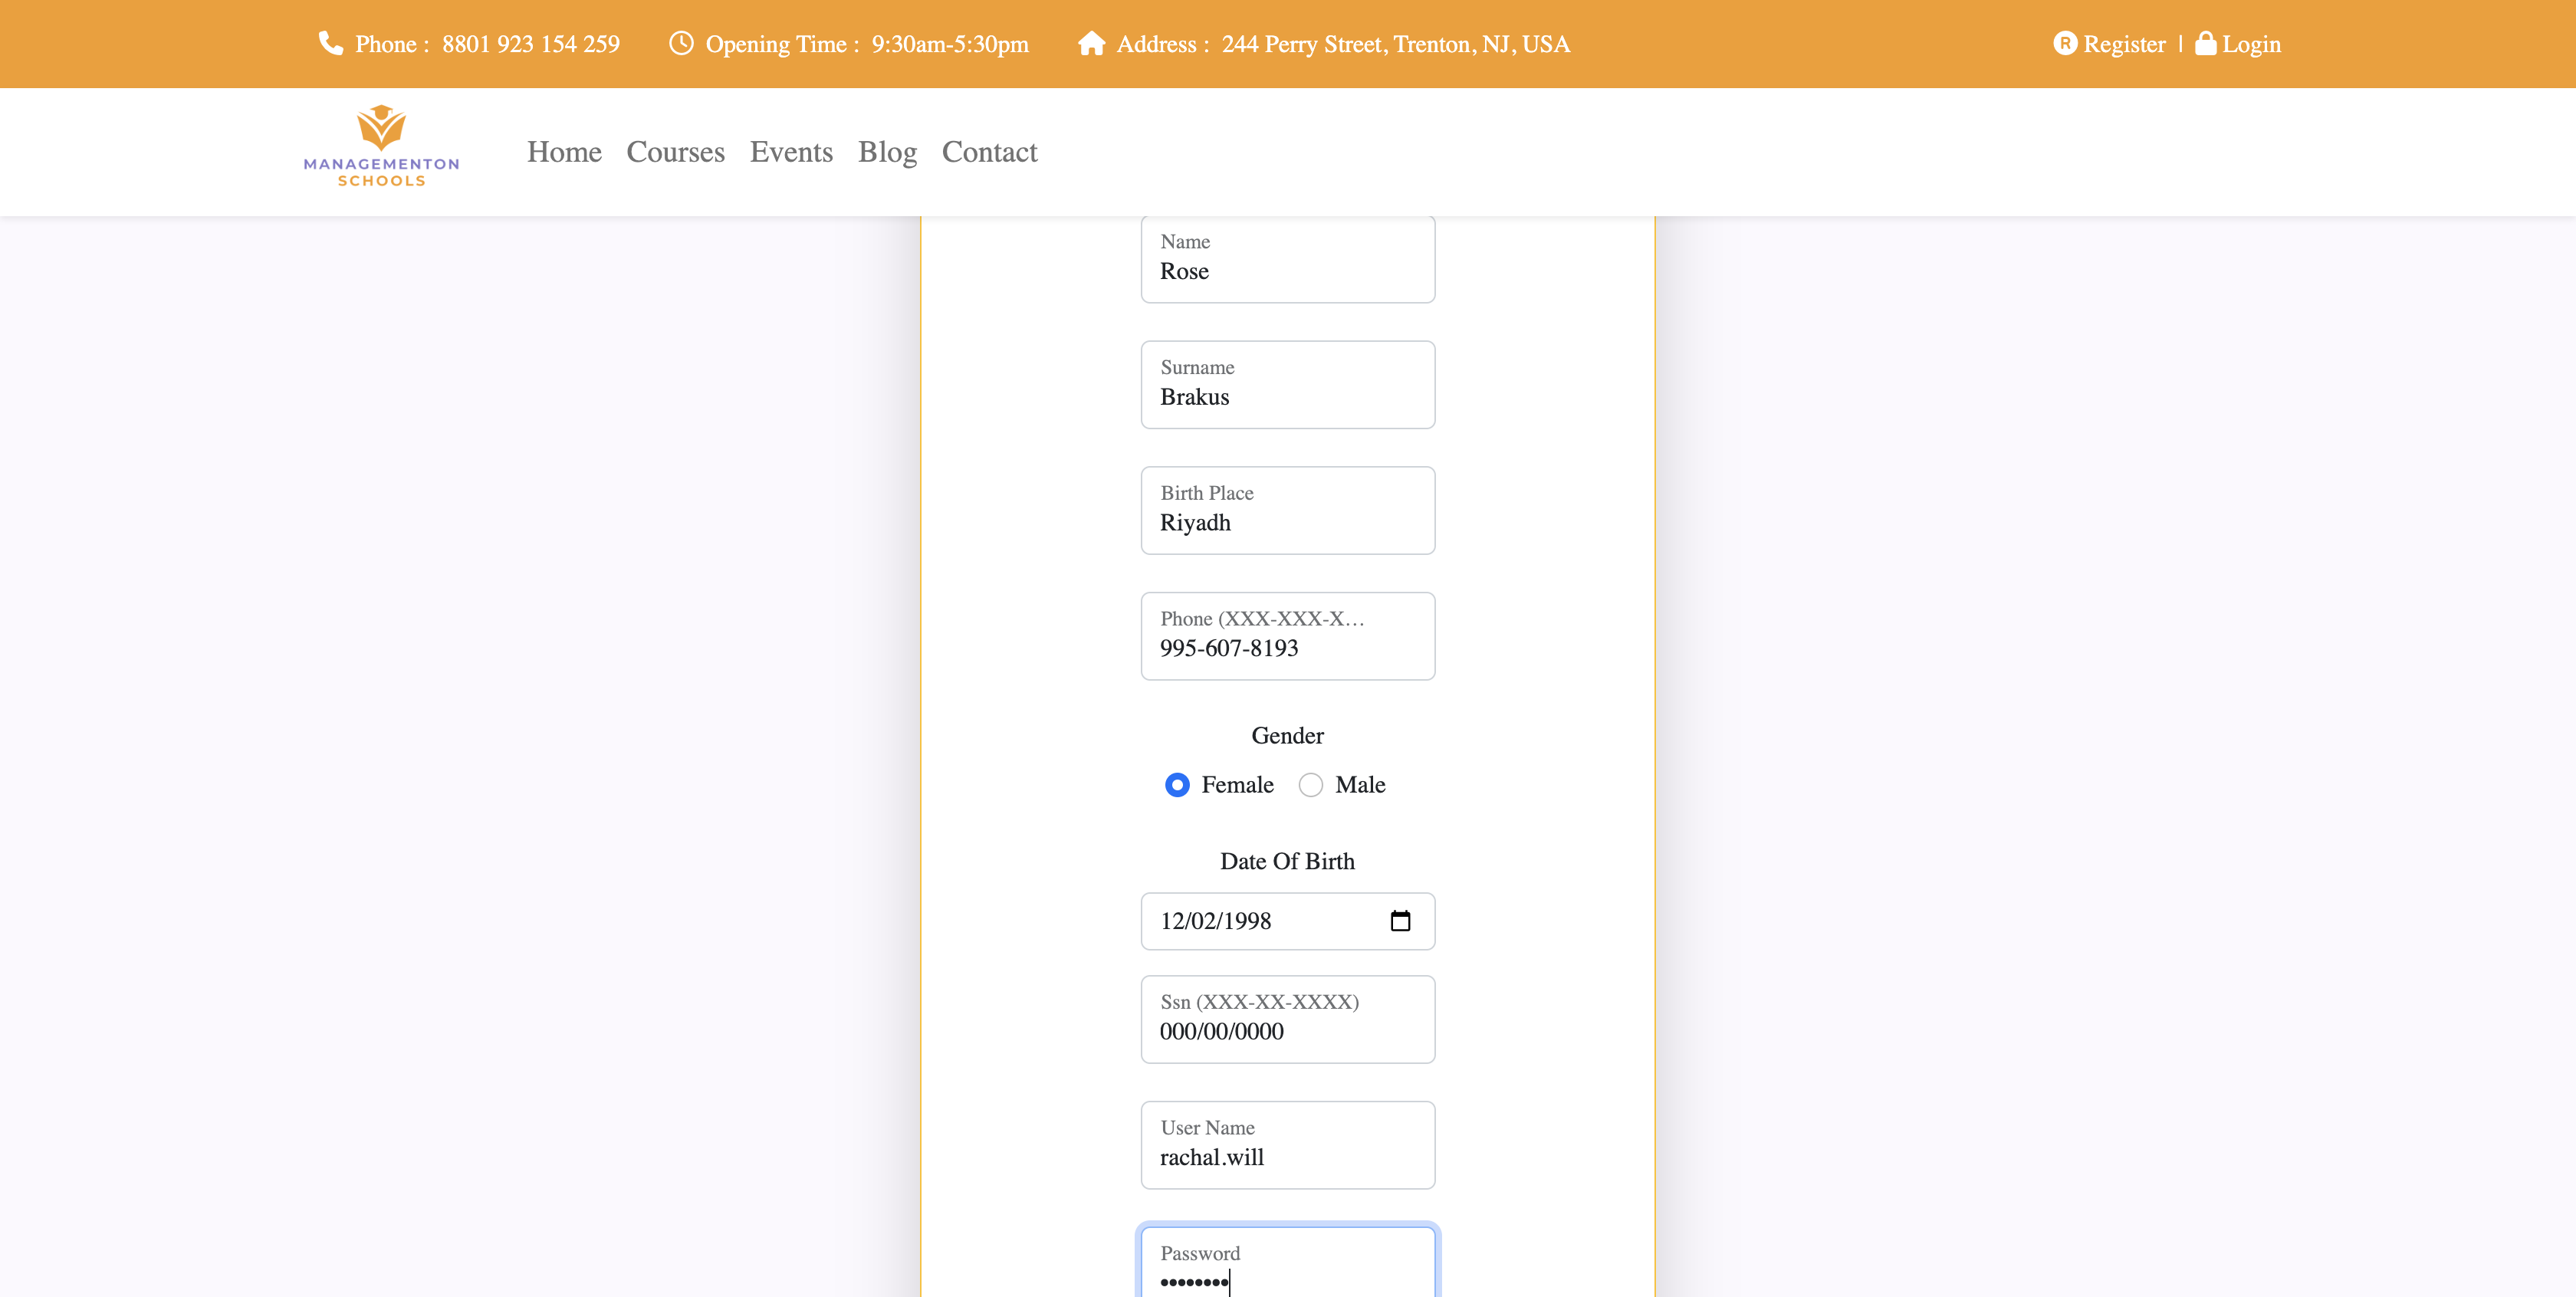 Phone : 8801 923 154 259 Opening Time : 9:30am-5:30pm Address : 244 Perry Street, Trenton, NJ, USA R Register | Login
MANAGEMENTON
SCHOOLS
Home Courses Events Blog Contact
Name
Rose
Surname
Brakus
Birth Place
Riyadh
Phone (XXX-XXX-X…
995-607-8193
Gender
Female Male
Date Of Birth
12/02/1998
Ssn (XXX-XX-XXXX)
000/00/0000
User Name
rachal.will
Password
••••••••